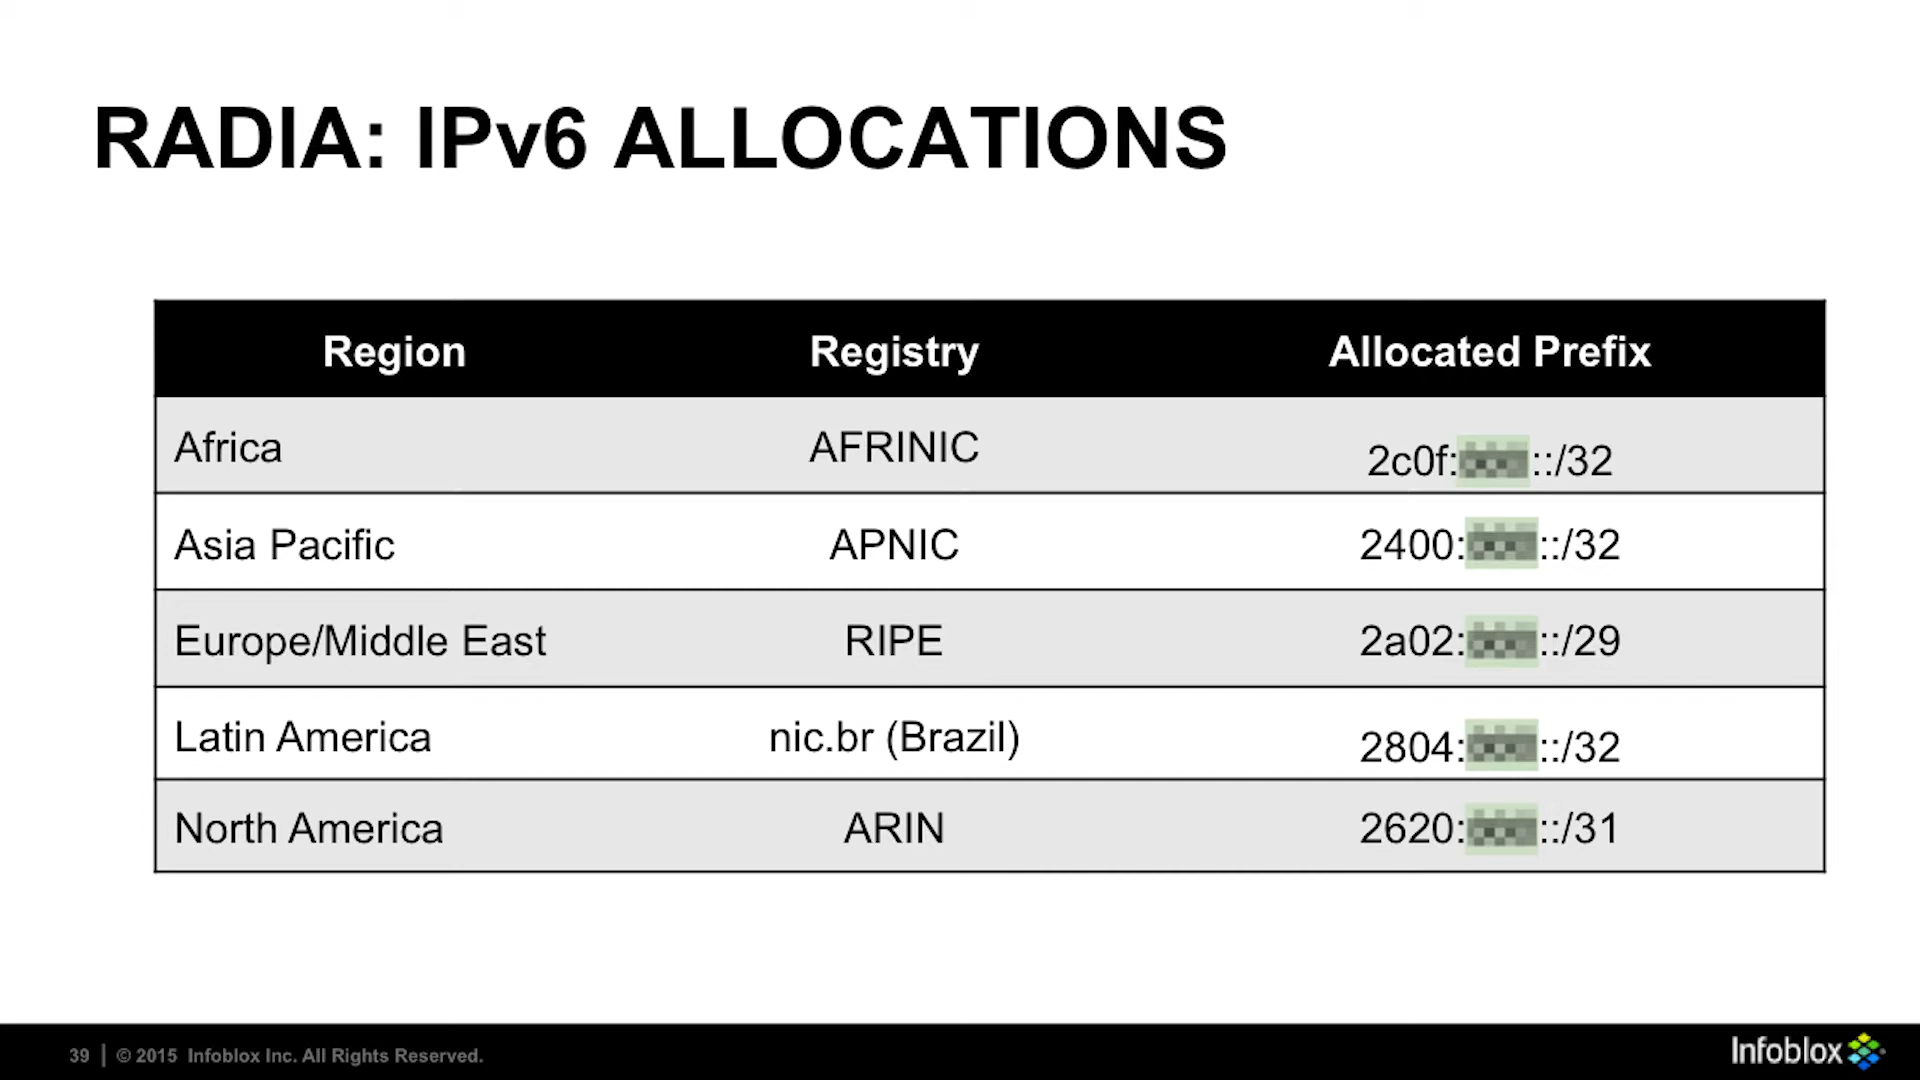 RADIA: IPv6 ALLOCATIONS
Region Registry Allocated Prefix
Africa AFRINIC 2c0f: ::/32
Asia Pacific APNIC 2400: ::/32
Europe/Middle East RIPE 2a02: ::/29
Latin America nic.br (Brazil) 2804: ::/32
North America ARIN 2620: ::/31
39 | © 2015 Infoblox Inc. All Rights Reserved.
Infoblox